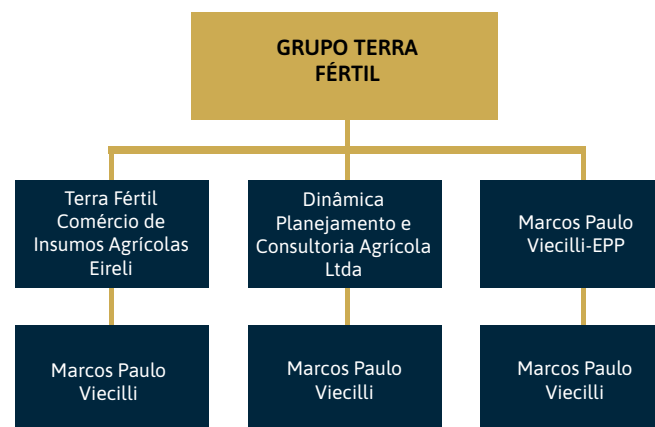 GRUPO TERRA
FÉRTIL
Terra Fértil
Comércio de
Insumos Agrícolas
Eireli
Dinâmica
Planejamento e
Consultoria Agrícola
Ltda
Marcos Paulo
Viecilli-EPP
Marcos Paulo
Viecilli
Marcos Paulo
Viecilli
Marcos Paulo
Viecilli